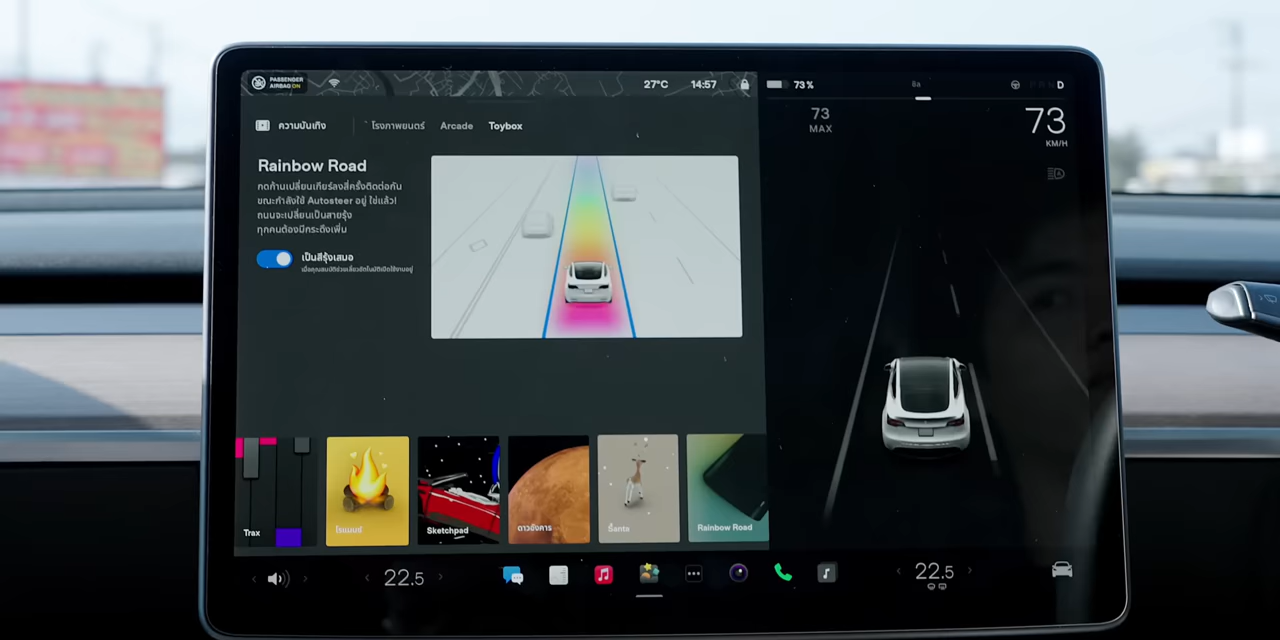 PASSENGER
AIRBAG ON
27°C
14:57
73 %
P R N D
73
MAX
73
KM/H
ความบันเทิง
โรงภาพยนตร์
Arcade
Toybox
Rainbow Road
กดก้านเปลี่ยนเกียร์ลงสี่ครั้งติดต่อกัน
ขณะกำลังใช้ Autosteer อยู่ ใช่แล้ว!
ถนนจะเปลี่ยนเป็นสายรุ้ง
ทุกคนต้องมีกระดึงเพิ่ม
เป็นสีรุ้งเสมอ
Trax
โรแมนซ์
Sketchpad
ดาวอังคาร
Santa
Rainbow Road
22.5
22.5